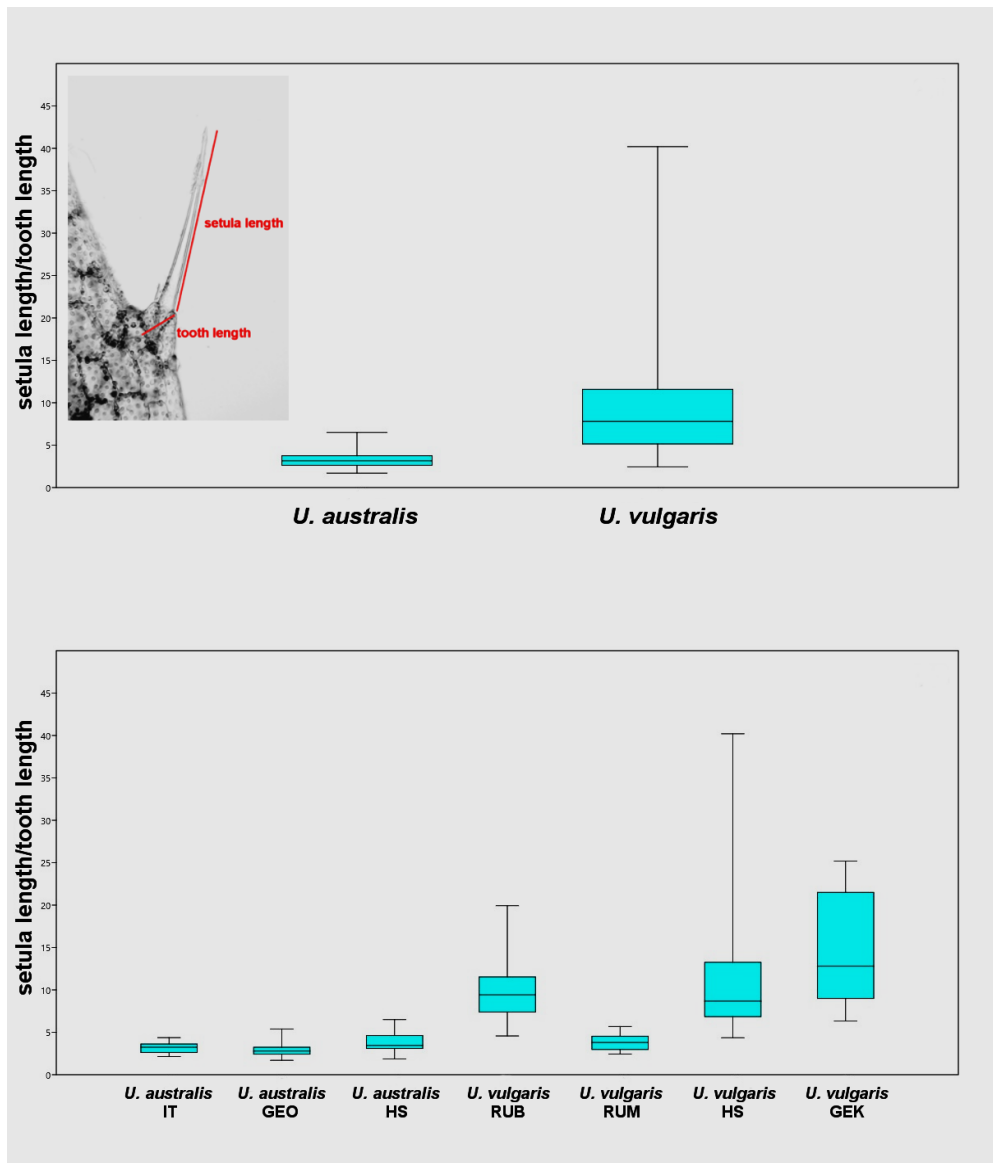 setula length/tooth length
45
40
35
30
25
20
15
10
5
0
setula length
tooth length
U. australis
U. vulgaris
setula length/tooth length
45
40
35
30
25
20
15
10
5
0
U. australis
IT
U. australis
GEO
U. australis
HS
U. vulgaris
RUB
U. vulgaris
RUM
U. vulgaris
HS
U. vulgaris
GEK